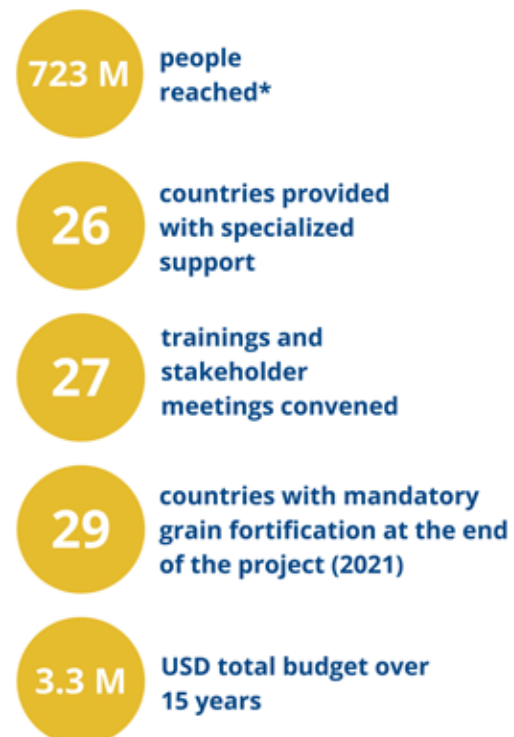 723 M
people
reached*
26
countries provided
with specialized
support
27
trainings and
stakeholder
meetings convened
29
countries with mandatory
grain fortification at the end
of the project (2021)
3.3 M
USD total budget over
15 years